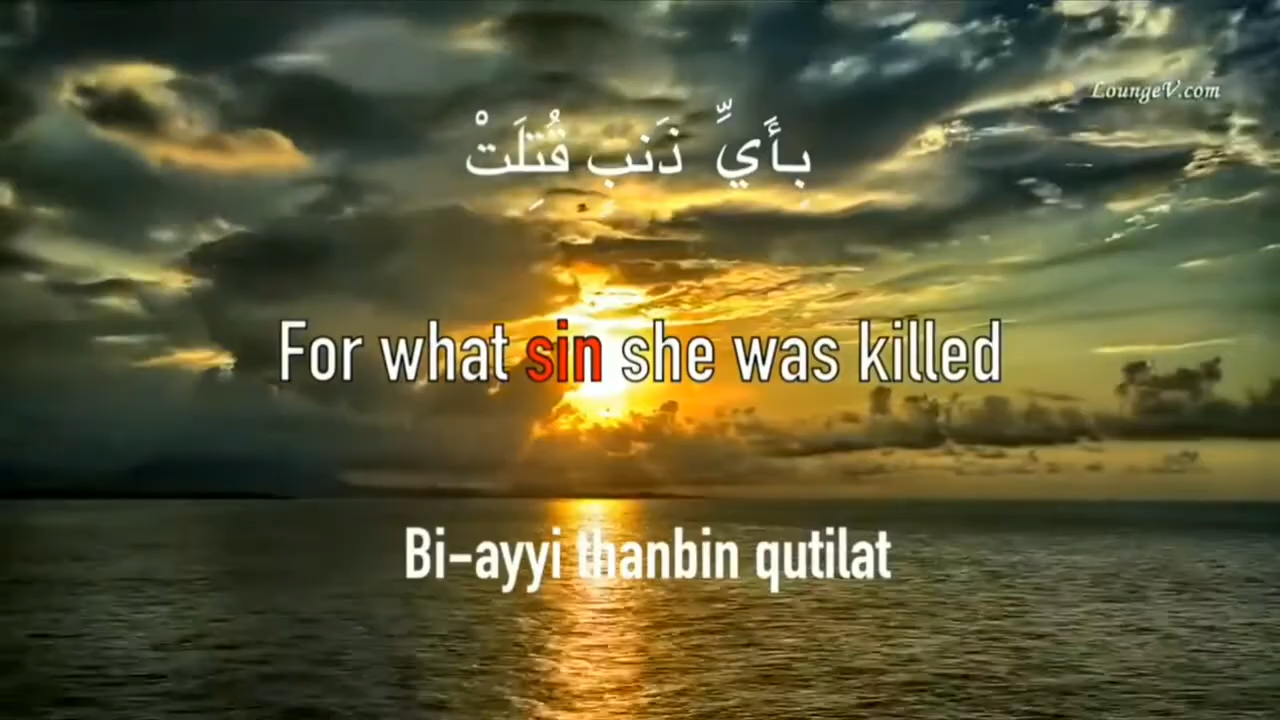 LoungeV.com
بِأَيِّ ذَنبٍ قُتِلَتْ
For what sin she was killed
Bi-ayyi thanbin qutilat